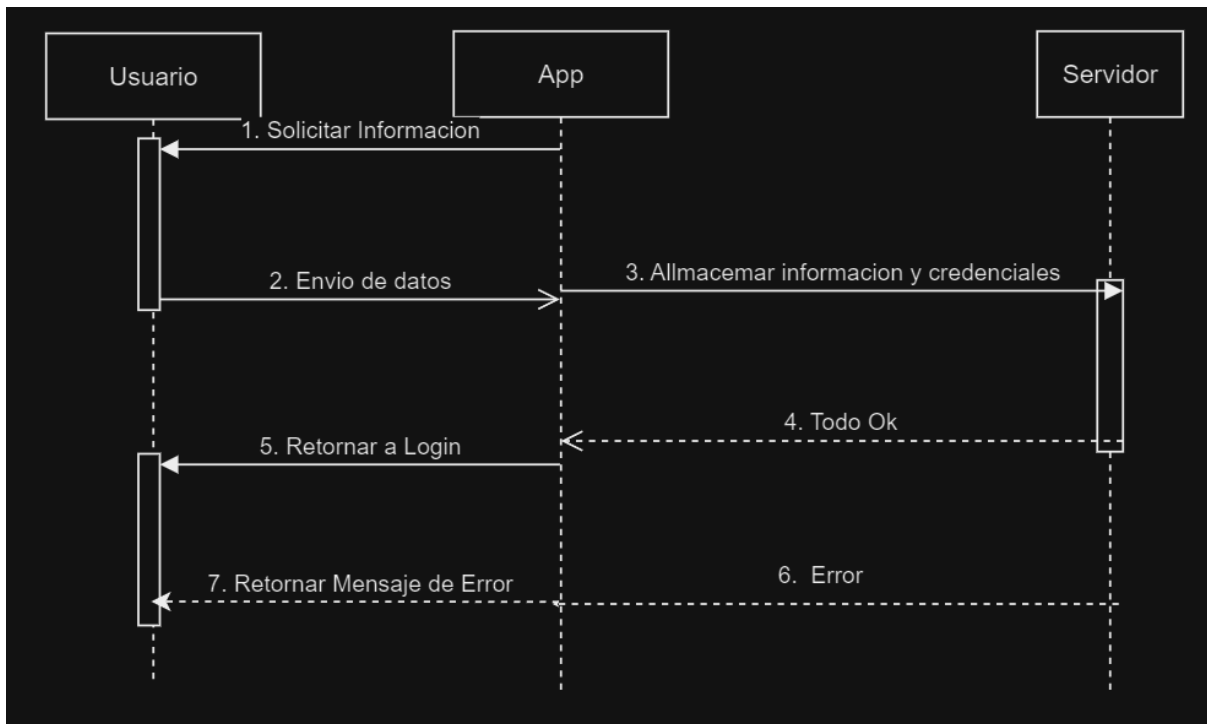 Usuario
App
Servidor
1. Solicitar Informacion
2. Envio de datos
3. Allmacemar informacion y credenciales
4. Todo Ok
5. Retornar a Login
6. Error
7. Retornar Mensaje de Error